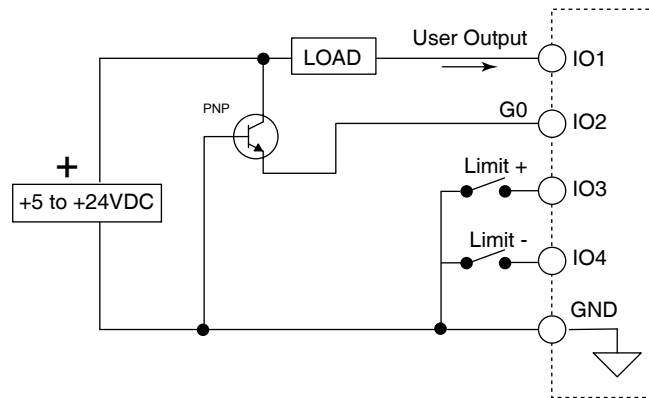 User Output
LOAD
IO1
PNP
G0
IO2
+
+5 to +24VDC
Limit +
IO3
Limit -
IO4
GND